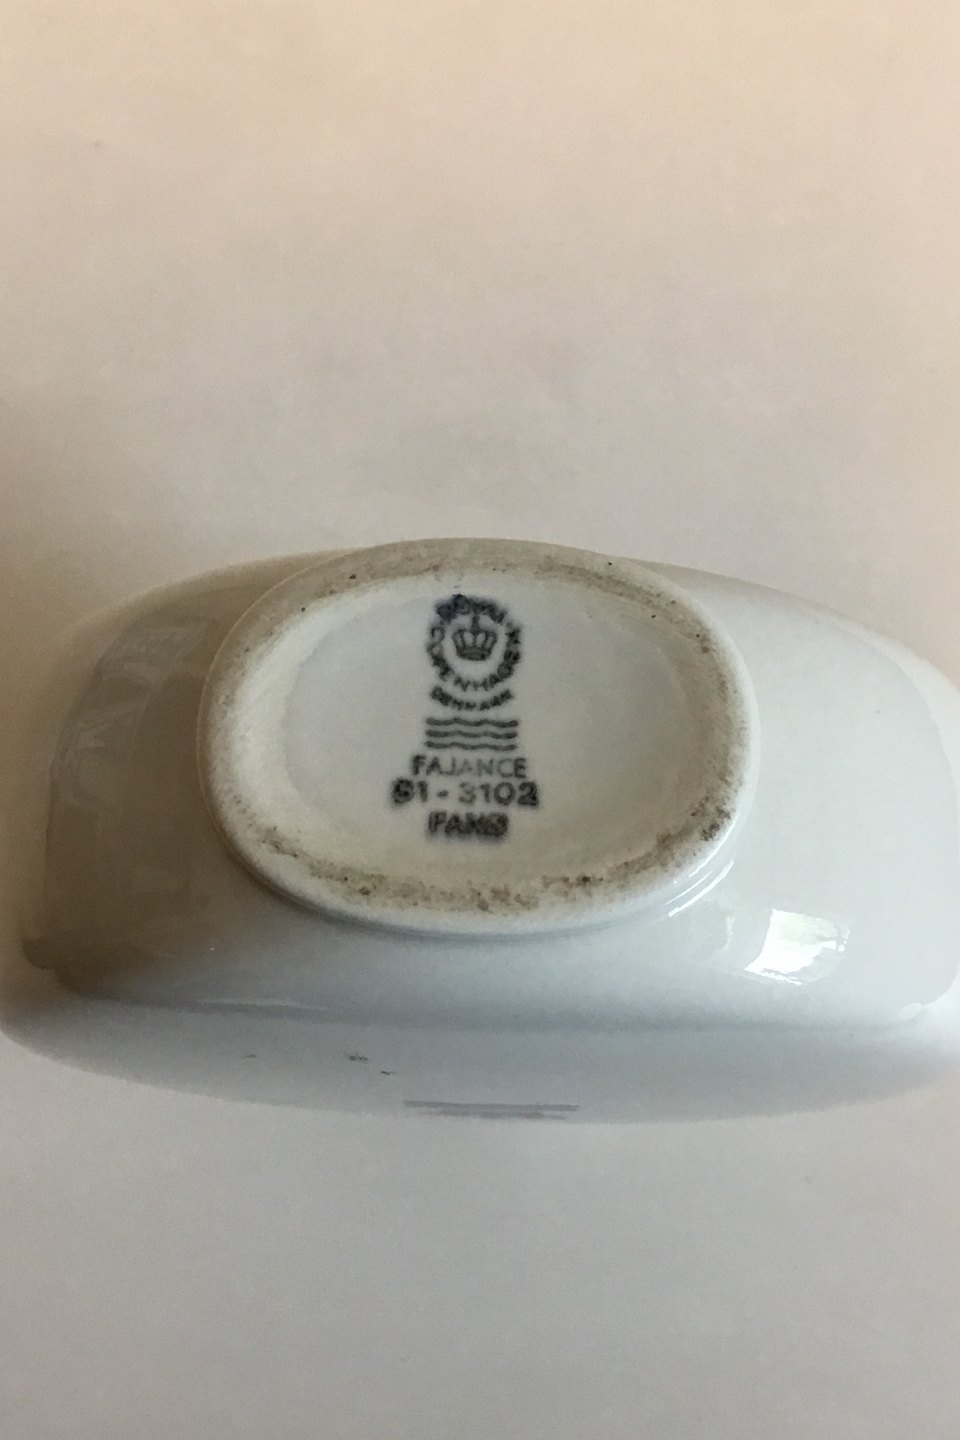 ROYAL
COPENHAGEN
DENMARK
FAJANCE
91-3102
FANØ